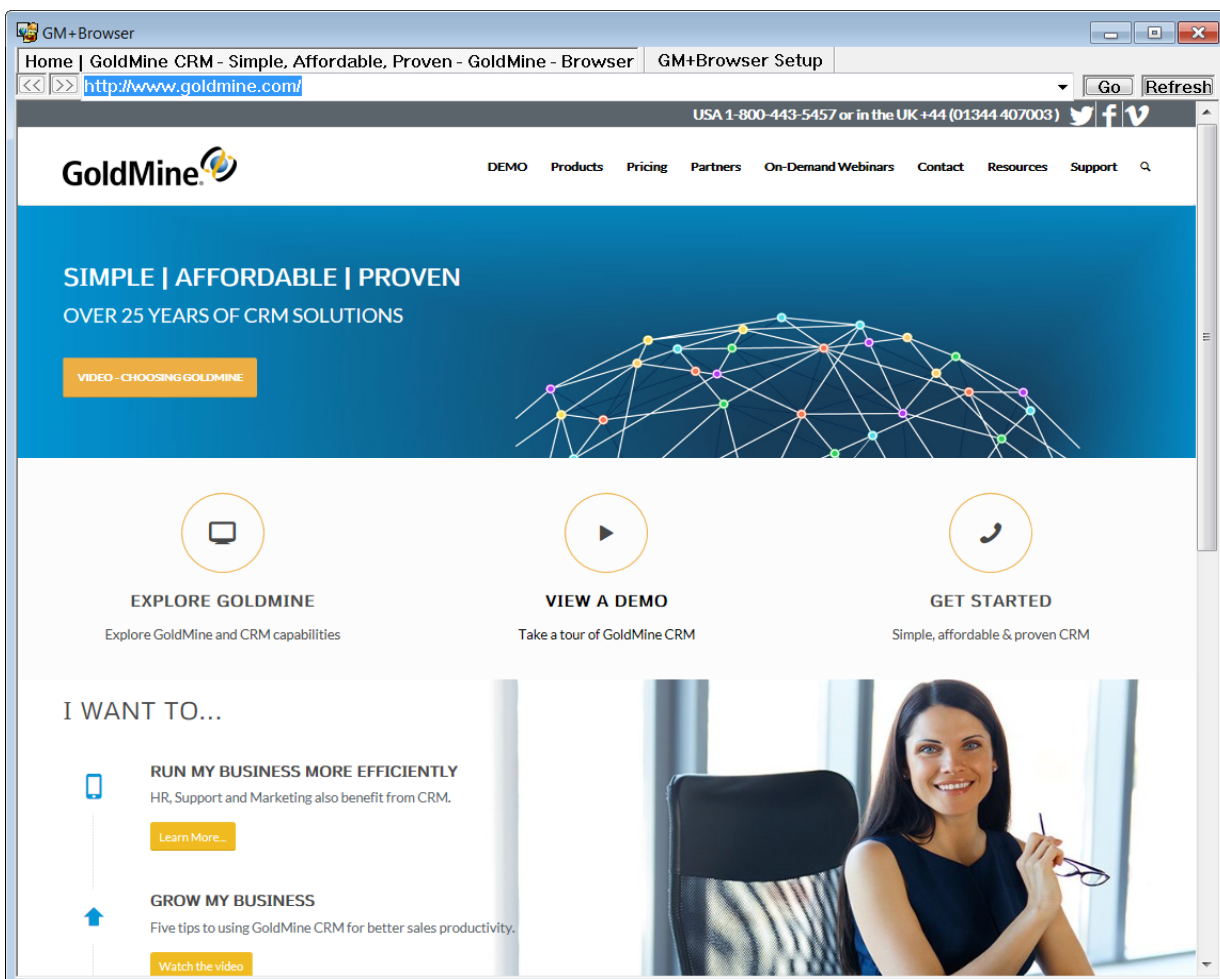 GM+Browser
Home | GoldMine CRM - Simple, Affordable, Proven - GoldMine - Browser GM+Browser Setup
<< >> http://www.goldmine.com/ Go Refresh
USA 1-800-443-5457 or in the UK +44 (01344 407003 )
GoldMine. DEMO Products Pricing Partners On-Demand Webinars Contact Resources Support
SIMPLE | AFFORDABLE | PROVEN
OVER 25 YEARS OF CRM SOLUTIONS
VIDEO - CHOOSING GOLDMINE
EXPLORE GOLDMINE VIEW A DEMO GET STARTED
Explore GoldMine and CRM capabilities Take a tour of GoldMine CRM Simple, affordable & proven CRM
I WANT TO...
RUN MY BUSINESS MORE EFFICIENTLY
HR, Support and Marketing also benefit from CRM.
Learn More...
GROW MY BUSINESS
Five tips to using GoldMine CRM for better sales productivity.
Watch the video